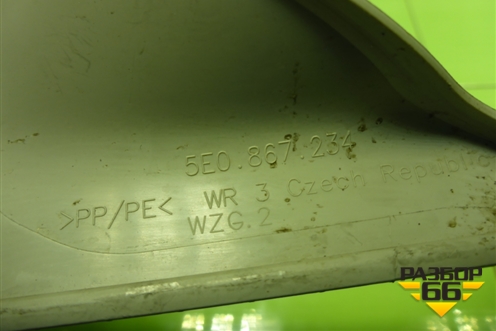 5E0.867.234
>PP/PE< WR 3 Czech Republic
WZG.2
РАЗБОР
66